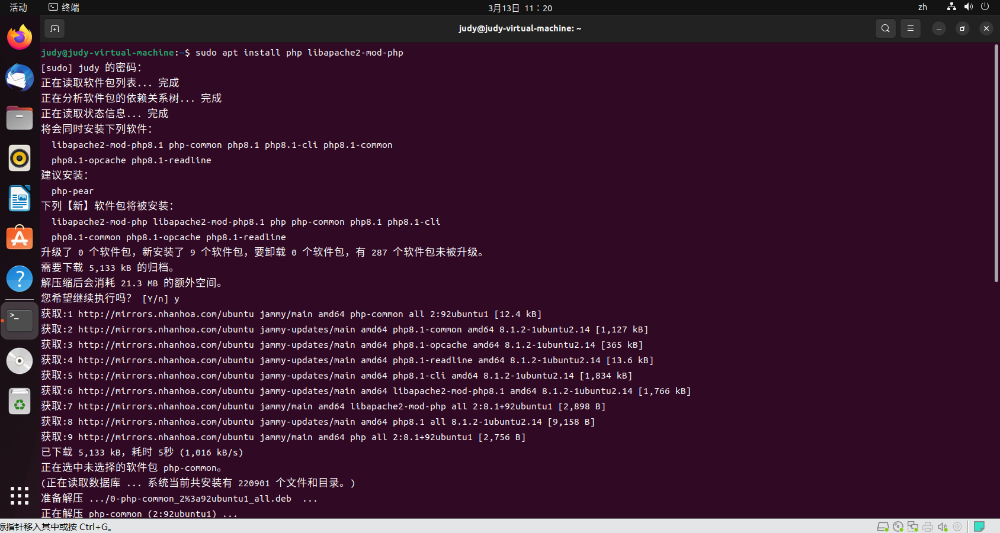 活动 终端 3月13日 11：20 zh
judy@judy-virtual-machine: ~
judy@judy-virtual-machine:~$ sudo apt install php libapache2-mod-php
[sudo] judy 的密码：
正在读取软件包列表... 完成
正在分析软件包的依赖关系树... 完成
正在读取状态信息... 完成
将会同时安装下列软件：
libapache2-mod-php8.1 php-common php8.1 php8.1-cli php8.1-common
php8.1-opcache php8.1-readline
建议安装：
php-pear
下列【新】软件包将被安装：
libapache2-mod-php libapache2-mod-php8.1 php php-common php8.1 php8.1-cli
php8.1-common php8.1-opcache php8.1-readline
升级了 0 个软件包，新安装了 9 个软件包，要卸载 0 个软件包，有 287 个软件包未被升级。
需要下载 5,133 kB 的归档。
解压缩后会消耗 21.3 MB 的额外空间。
您希望继续执行吗？ [Y/n] y
获取:1 http://mirrors.nhanhoa.com/ubuntu jammy/main amd64 php-common all 2:92ubuntu1 [12.4 kB]
获取:2 http://mirrors.nhanhoa.com/ubuntu jammy-updates/main amd64 php8.1-common amd64 8.1.2-1ubuntu2.14 [1,127 kB]
获取:3 http://mirrors.nhanhoa.com/ubuntu jammy-updates/main amd64 php8.1-opcache amd64 8.1.2-1ubuntu2.14 [365 kB]
获取:4 http://mirrors.nhanhoa.com/ubuntu jammy-updates/main amd64 php8.1-readline amd64 8.1.2-1ubuntu2.14 [13.6 kB]
获取:5 http://mirrors.nhanhoa.com/ubuntu jammy-updates/main amd64 php8.1-cli amd64 8.1.2-1ubuntu2.14 [1,834 kB]
获取:6 http://mirrors.nhanhoa.com/ubuntu jammy-updates/main amd64 libapache2-mod-php8.1 amd64 8.1.2-1ubuntu2.14 [1,766 kB]
获取:7 http://mirrors.nhanhoa.com/ubuntu jammy/main amd64 libapache2-mod-php all 2:8.1+92ubuntu1 [2,898 B]
获取:8 http://mirrors.nhanhoa.com/ubuntu jammy-updates/main amd64 php8.1 all 8.1.2-1ubuntu2.14 [9,158 B]
获取:9 http://mirrors.nhanhoa.com/ubuntu jammy/main amd64 php all 2:8.1+92ubuntu1 [2,756 B]
已下载 5,133 kB，耗时 5秒 (1,016 kB/s)
正在选中未选择的软件包 php-common。
(正在读取数据库 ... 系统当前共安装有 220901 个文件和目录。)
准备解压 .../0-php-common_2%3a92ubuntu1_all.deb  ...
正在解压 php-common (2:92ubuntu1) ...
标指针移入其中或按 Ctrl+G。